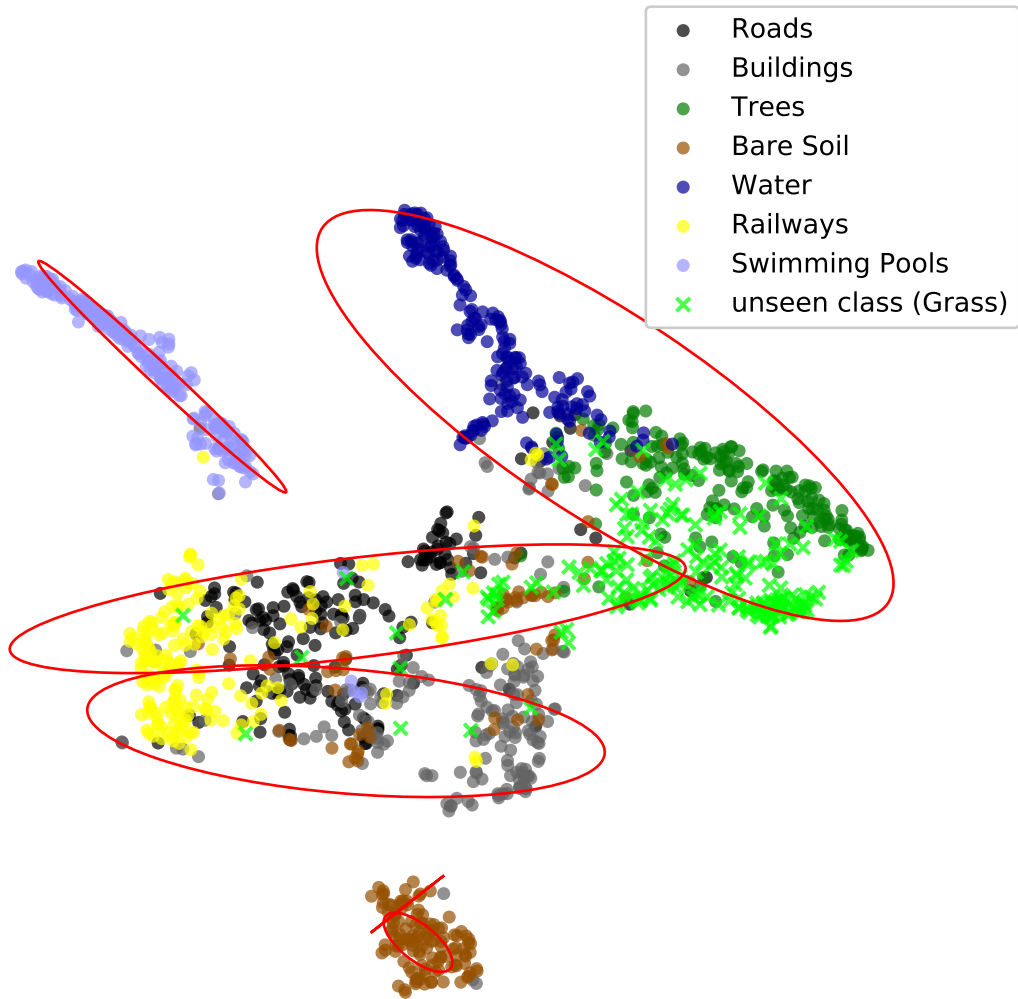 Roads
Buildings
Trees
Bare Soil
Water
Railways
Swimming Pools
unseen class (Grass)